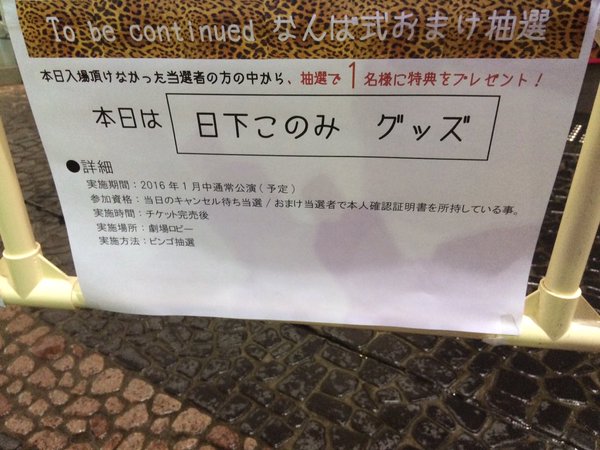 To be continued なんば式おまけ抽選
本日入場頂けなかった当選者の方の中から、抽選で1名様に特典をプレゼント！
本日は 日下このみ グッズ
●詳細
実施期間：2016年1月中通常公演(予定)
参加資格：当日のキャンセル待ち当選/おまけ当選者で本人確認証明書を所持している事。
実施時間：チケット完売後
実施場所：劇場ロビー
実施方法：ビンゴ抽選